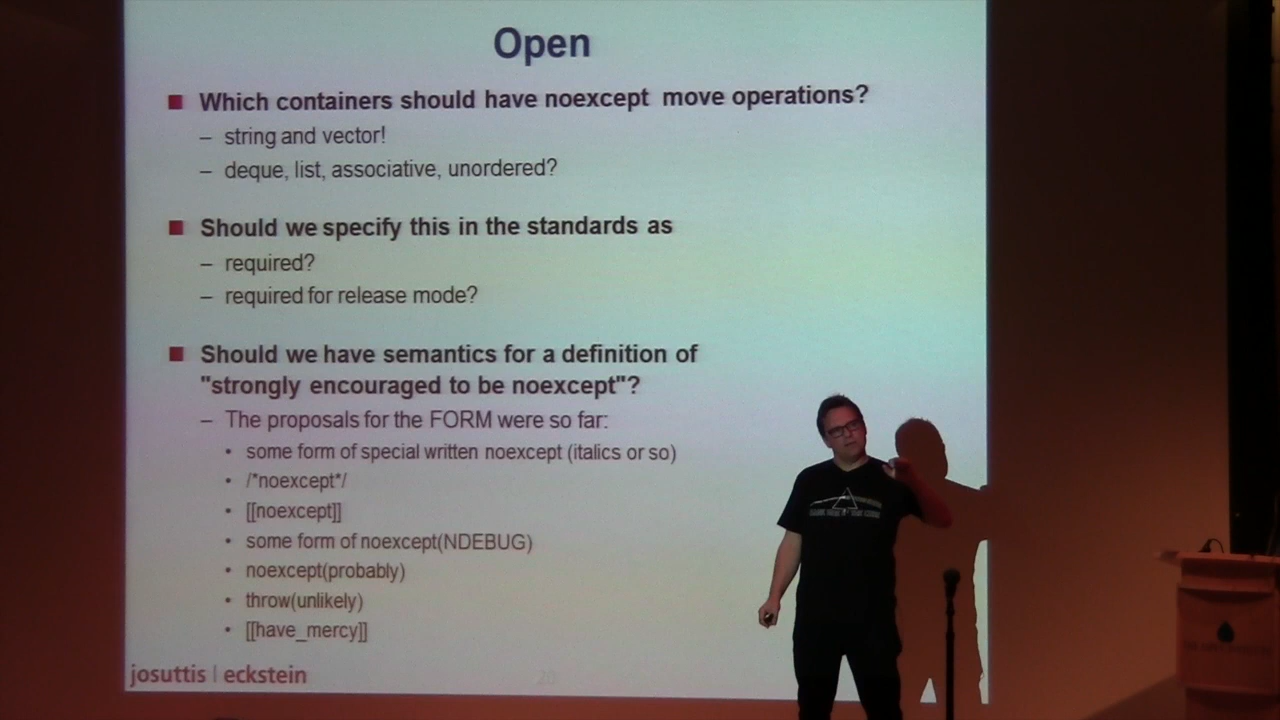 Open
■ Which containers should have noexcept move operations?
– string and vector!
– deque, list, associative, unordered?
■ Should we specify this in the standards as
– required?
– required for release mode?
■ Should we have semantics for a definition of
"strongly encouraged to be noexcept"?
– The proposals for the FORM were so far:
• some form of special written noexcept (italics or so)
• /*noexcept*/
• [[noexcept]]
• some form of noexcept(NDEBUG)
• noexcept(probably)
• throw(unlikely)
• [[have_mercy]]
josuttis | eckstein
20